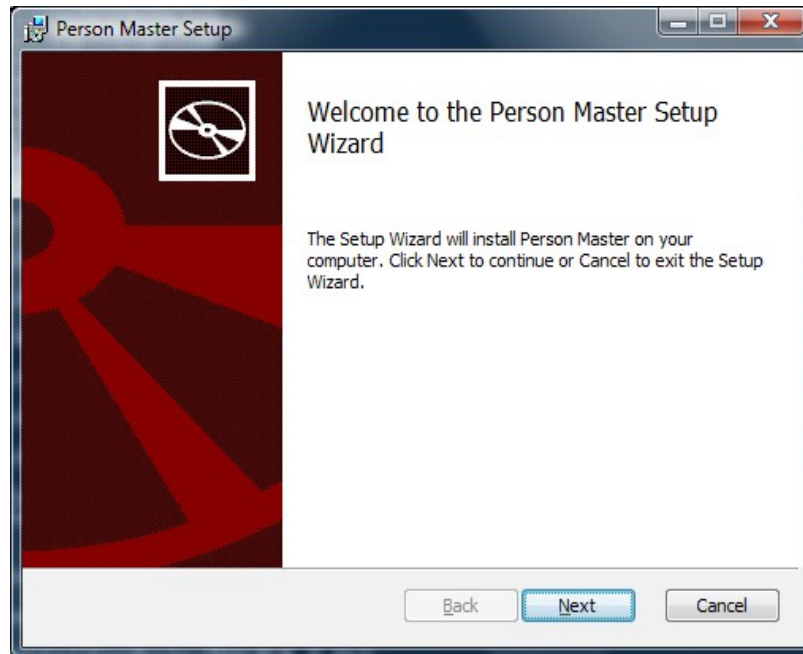 Person Master Setup
Welcome to the Person Master Setup
Wizard
The Setup Wizard will install Person Master on your
computer. Click Next to continue or Cancel to exit the Setup
Wizard.
Back
Next
Cancel